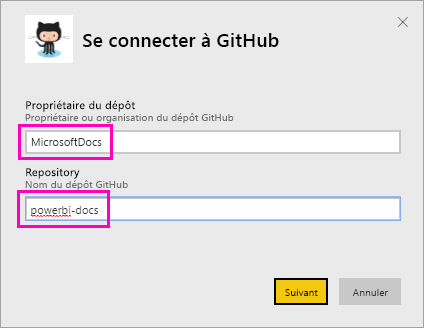 Se connecter à GitHub
Propriétaire du dépôt
Propriétaire ou organisation du dépôt GitHub
MicrosoftDocs
Repository
Nom du dépôt GitHub
powerbi-docs
Suivant
Annuler